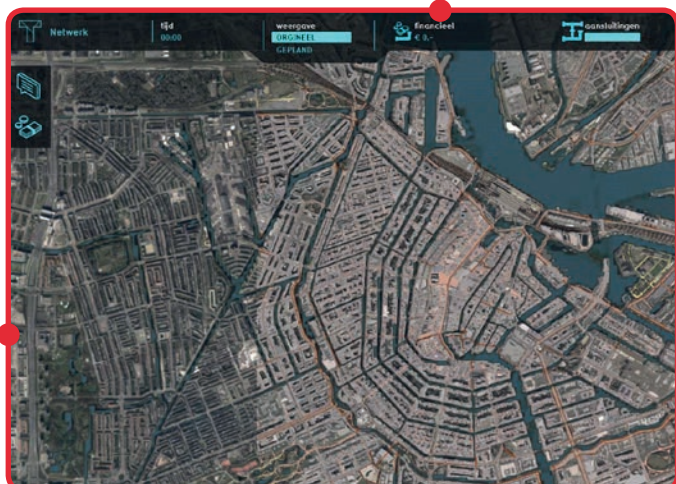 Netwerk
tijd
00:00
weergave
ORGINEEL
GEPLAND
financieel
€ 0,-
aansluitingen